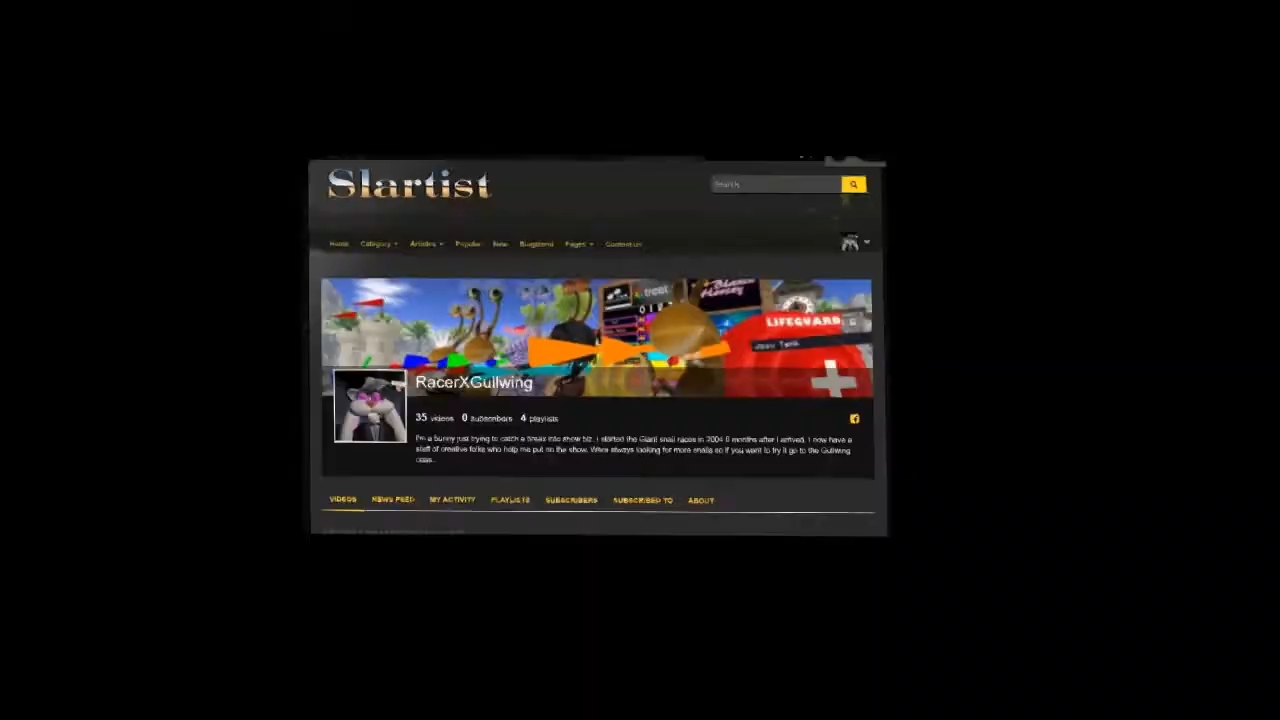 Slartist
Search
Home Category Articles Popular New Blogstand Pages Contact us
LIFEGUARD
RacerXGullwing
35 videos 0 subscribers 4 playlists
I'm a bunny just trying to catch a break into show biz. I started the Giant snail races in 2004 6 months after I arrived. I now have a
staff of creative folks who help me put on the show. Were always looking for more snails so if you want to try it go to the Gullwing
VIDEOS NEWS FEED MY ACTIVITY PLAYLISTS SUBSCRIBERS SUBSCRIBED TO ABOUT